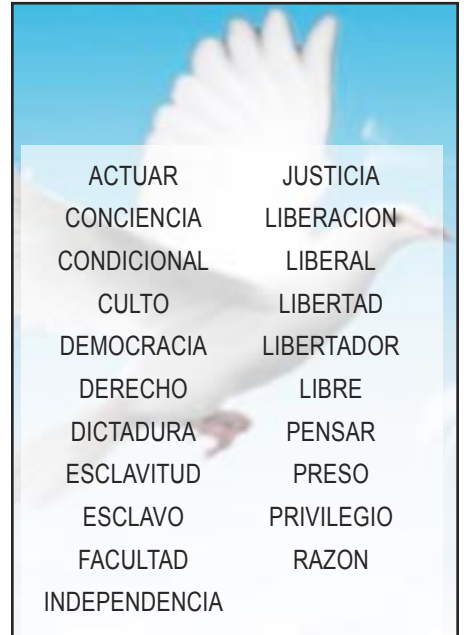 ACTUAR
CONCIENCIA
CONDICIONAL
CULTO
DEMOCRACIA
DERECHO
DICTADURA
ESCLAVITUD
ESCLAVO
FACULTAD
INDEPENDENCIA
JUSTICIA
LIBERACION
LIBERAL
LIBERTAD
LIBERTADOR
LIBRE
PENSAR
PRESO
PRIVILEGIO
RAZON